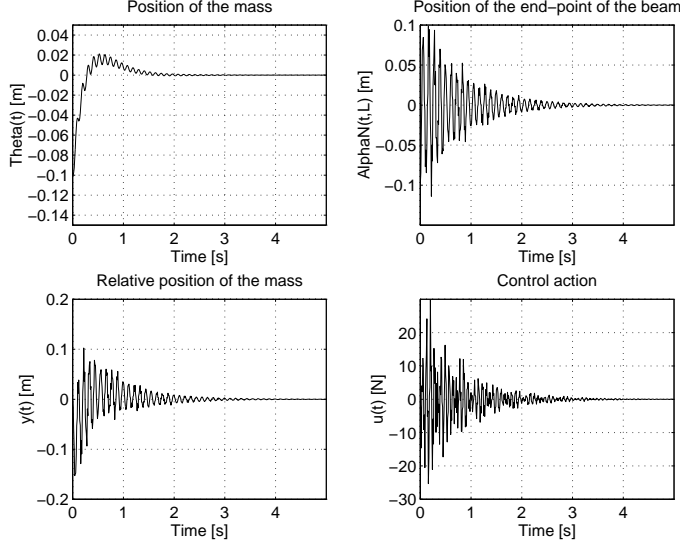 Position of the mass
0.04
0.02
0
−0.02
−0.04
−0.06
−0.08
−0.1
−0.12
−0.14
Theta(t) [m]
0 1 2 3 4
Time [s]
Position of the end−point of the beam
0.1
0.05
0
−0.05
−0.1
AlphaN(t,L) [m]
0 1 2 3 4
Time [s]
Relative position of the mass
0.2
0.1
0
−0.1
−0.2
y(t) [m]
0 1 2 3 4
Time [s]
Control action
20
10
0
−10
−20
−30
u(t) [N]
0 1 2 3 4
Time [s]